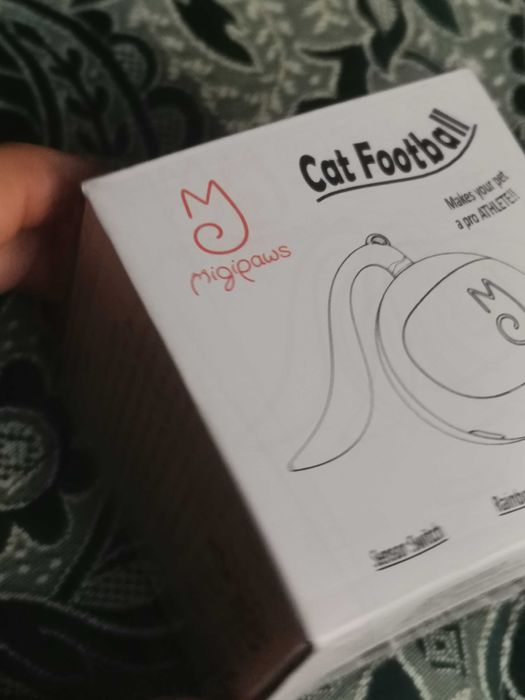 Cat Football
Makes your pet
a pro ATHLETE!!
migipaws
M
Sensor Switch